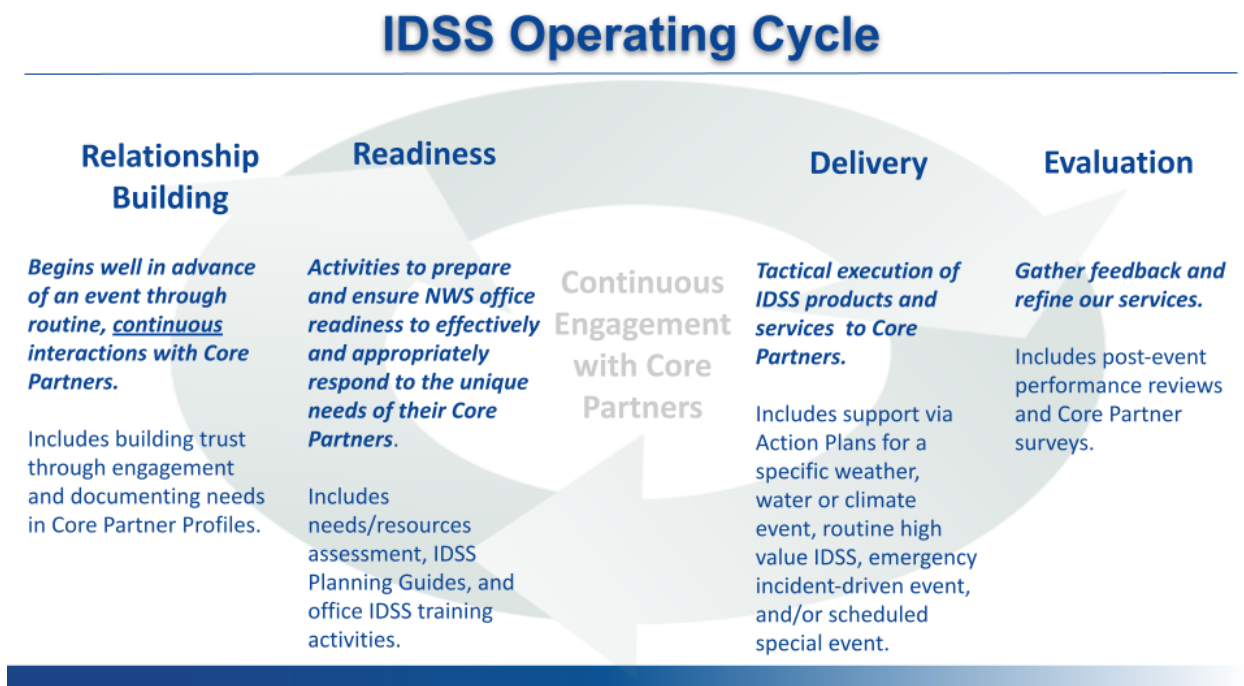 IDSS Operating Cycle
Relationship
Building
Begins well in advance
of an event through
routine, continuous
interactions with Core
Partners.
Includes building trust
through engagement
and documenting needs
in Core Partner Profiles.
Readiness
Activities to prepare
and ensure NWS office
readiness to effectively
and appropriately
respond to the unique
needs of their Core
Partners.
Includes
needs/resources
assessment, IDSS
Planning Guides, and
office IDSS training
activities.
Continuous
Engagement
with Core
Partners
Delivery
Tactical execution of
IDSS products and
services to Core
Partners.
Includes support via
Action Plans for a
specific weather,
water or climate
event, routine high
value IDSS, emergency
incident-driven event,
and/or scheduled
special event.
Evaluation
Gather feedback and
refine our services.
Includes post-event
performance reviews
and Core Partner
surveys.